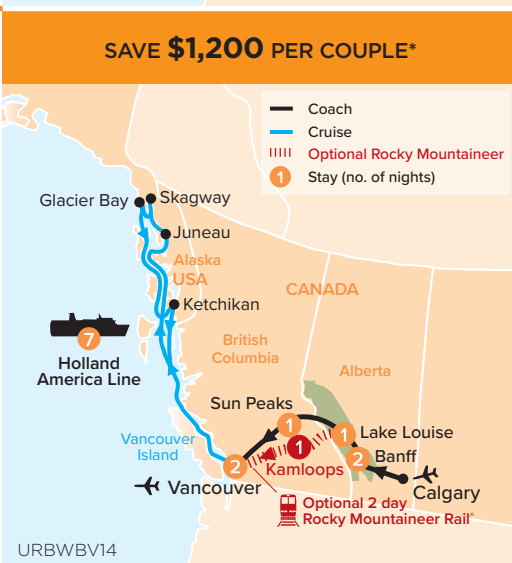 SAVE $1,200 PER COUPLE*
Coach
Cruise
Optional Rocky Mountaineer
1 Stay (no. of nights)
Glacier Bay
Skagway
Juneau
Alaska
USA
CANADA
Ketchikan
7
Holland
America Line
British
Columbia
Alberta
Sun Peaks
1
1
Lake Louise
Vancouver
Island
1
2
Banff
2
Kamloops
Vancouver
Calgary
Optional 2 day
Rocky Mountaineer Rail^
URBWBV14